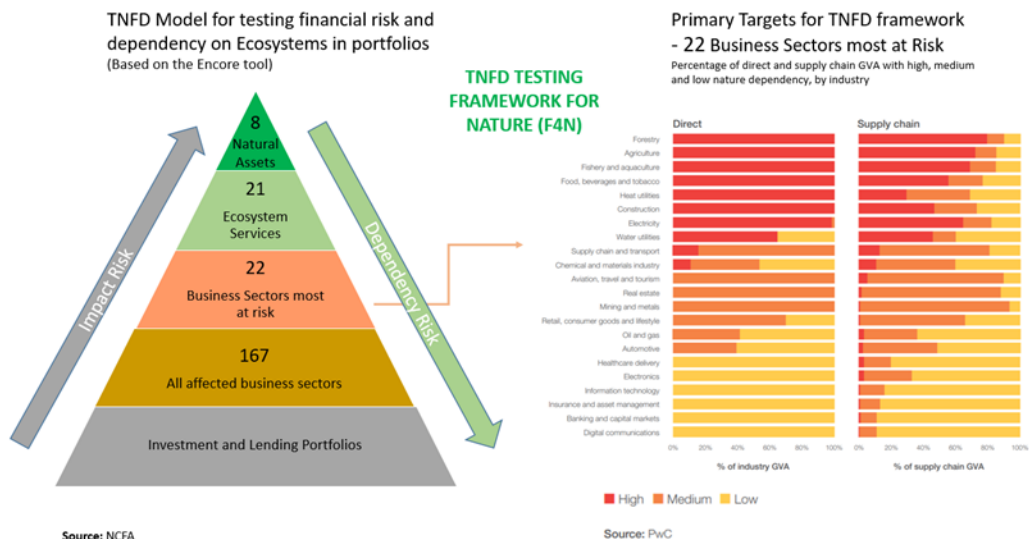 TNFD Model for testing financial risk and
dependency on Ecosystems in portfolios
(Based on the Encore tool)
8
Natural
Assets
21
Ecosystem
Services
22
Business Sectors most
at risk
167
All affected business sectors
Investment and Lending Portfolios
Impact Risk
Dependency Risk
Source: NCFA
TNFD TESTING
FRAMEWORK FOR
NATURE (F4N)
Primary Targets for TNFD framework
- 22 Business Sectors most at Risk
Percentage of direct and supply chain GVA with high, medium
and low nature dependency, by industry
Direct
Supply chain
Forestry
Agriculture
Fishery and aquaculture
Food, beverages and tobacco
Heat utilities
Construction
Electricity
Water utilities
Supply chain and transport
Chemical and materials industry
Aviation, travel and tourism
Real estate
Mining and metals
Retail, consumer goods and lifestyle
Oil and gas
Automotive
Healthcare delivery
Electronics
Information technology
Insurance and asset management
Banking and capital markets
Digital communications
0% 20% 40% 60% 80% 100%
0% 20% 40% 60% 80% 100%
% of industry GVA
% of supply chain GVA
High Medium Low
Source: PwC